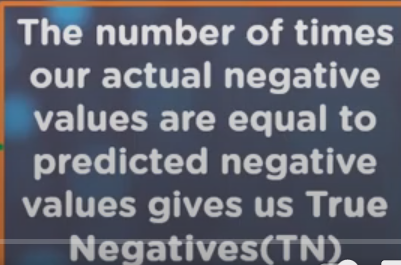 The number of times
our actual negative
values are equal to
predicted negative
values gives us True
Negatives(TN)